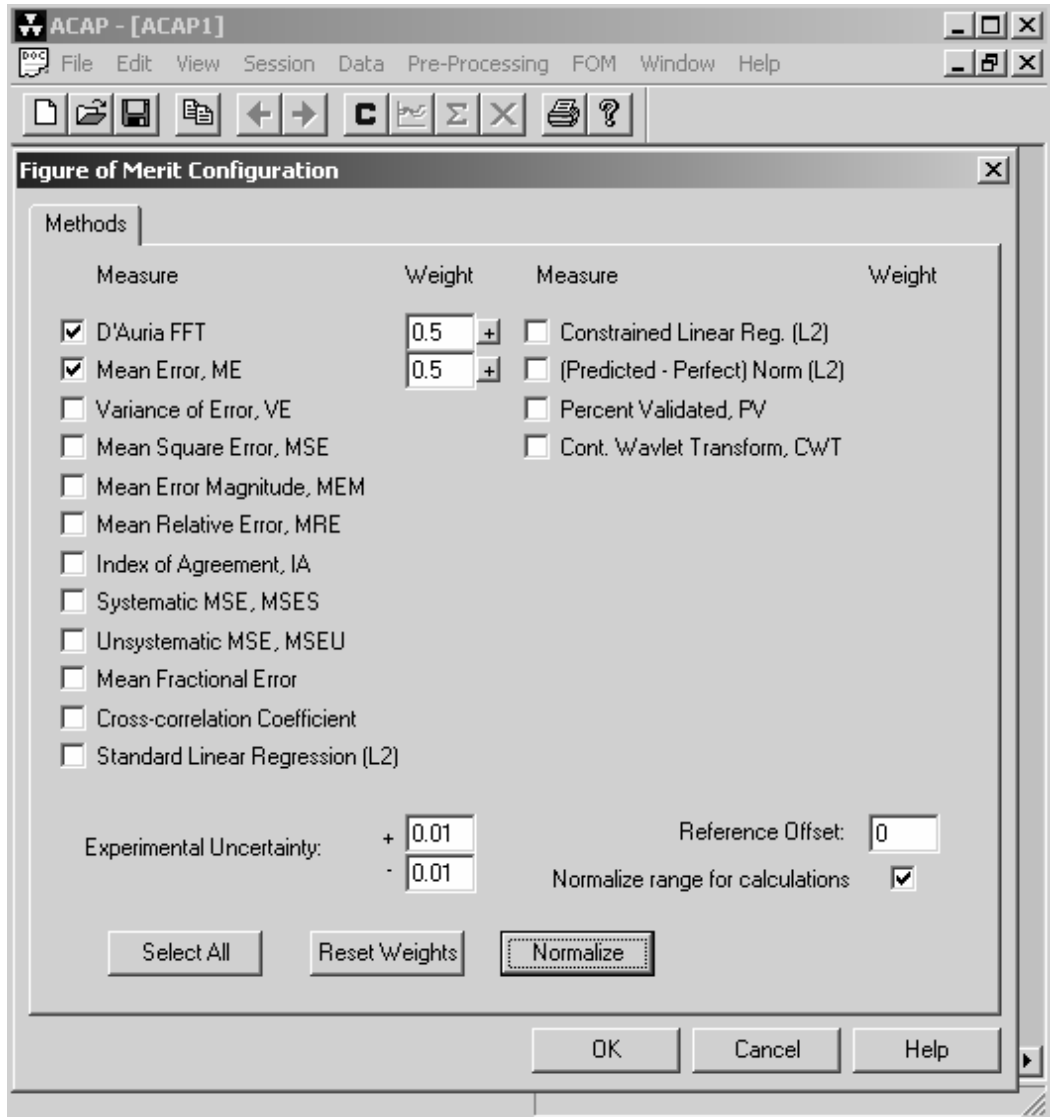 ACAP - [ACAP1]
DOC File Edit View Session Data Pre-Processing FOM Window Help
C Σ X ?
Figure of Merit Configuration
Methods
Measure Weight Measure Weight
D'Auria FFT 0.5 + Constrained Linear Reg. (L2)
Mean Error, ME 0.5 + (Predicted - Perfect) Norm (L2)
Variance of Error, VE Percent Validated, PV
Mean Square Error, MSE Cont. Wavlet Transform, CWT
Mean Error Magnitude, MEM
Mean Relative Error, MRE
Index of Agreement, IA
Systematic MSE, MSES
Unsystematic MSE, MSEU
Mean Fractional Error
Cross-correlation Coefficient
Standard Linear Regression (L2)
Experimental Uncertainty: + 0.01 Reference Offset: 0
- 0.01 Normalize range for calculations
Select All Reset Weights Normalize
OK Cancel Help